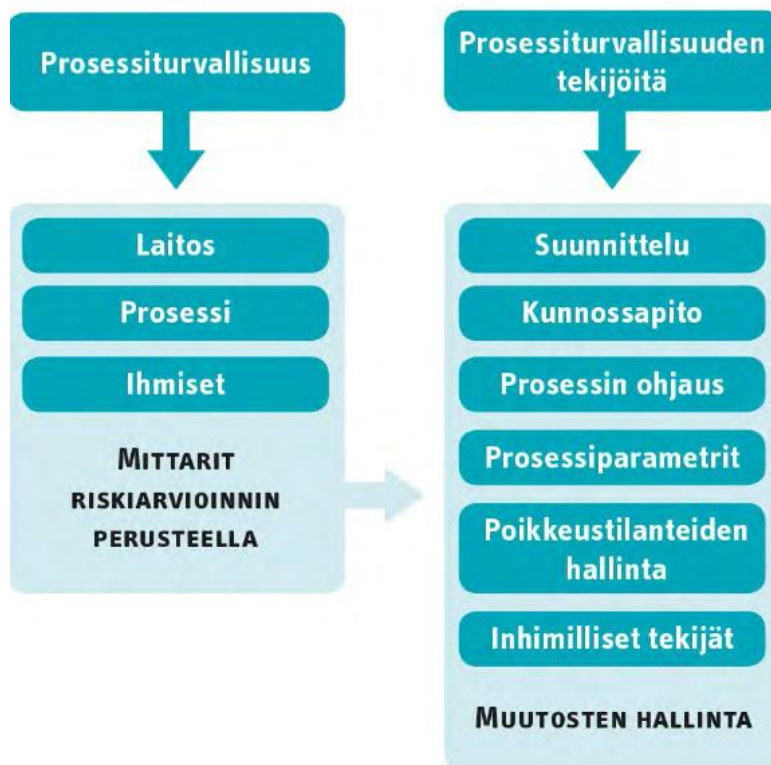 Prosessiturvallisuus
Laitos
Prosessi
Ihmiset
MITTARIT
RISKIARVIOINNIN
PERUSTEELLA
Prosessiturvallisuuden
tekijöitä
Suunnittelu
Kunnossapito
Prosessin ohjaus
Prosessiparametrit
Poikkeustilanteiden
hallinta
Inhimilliset tekijät
MUUTOSTEN HALLINTA